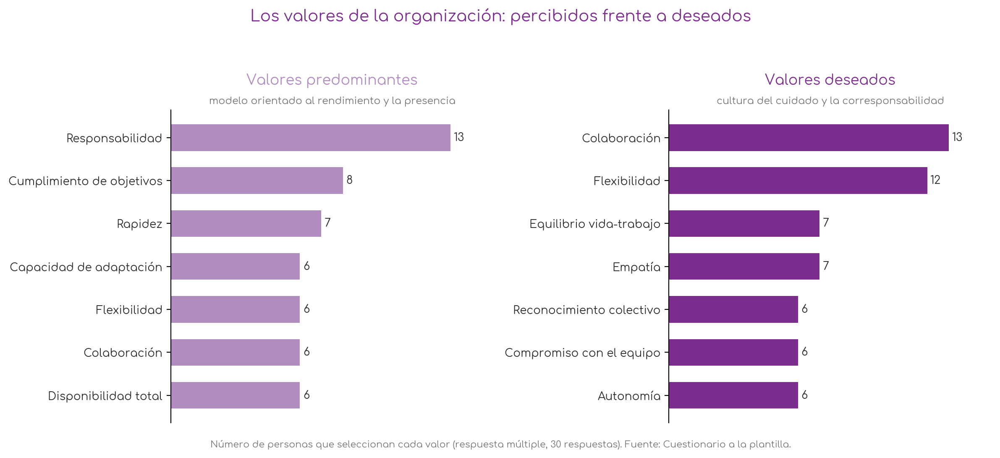 Los valores de la organización: percibidos frente a deseados
Valores predominantes
modelo orientado al rendimiento y la presencia
Responsabilidad 13
Cumplimiento de objetivos 8
Rapidez 7
Capacidad de adaptación 6
Flexibilidad 6
Colaboración 6
Disponibilidad total 6
Valores deseados
cultura del cuidado y la corresponsabilidad
Colaboración 13
Flexibilidad 12
Equilibrio vida-trabajo 7
Empatía 7
Reconocimiento colectivo 6
Compromiso con el equipo 6
Autonomía 6
Número de personas que seleccionan cada valor (respuesta múltiple, 30 respuestas). Fuente: Cuestionario a la plantilla.